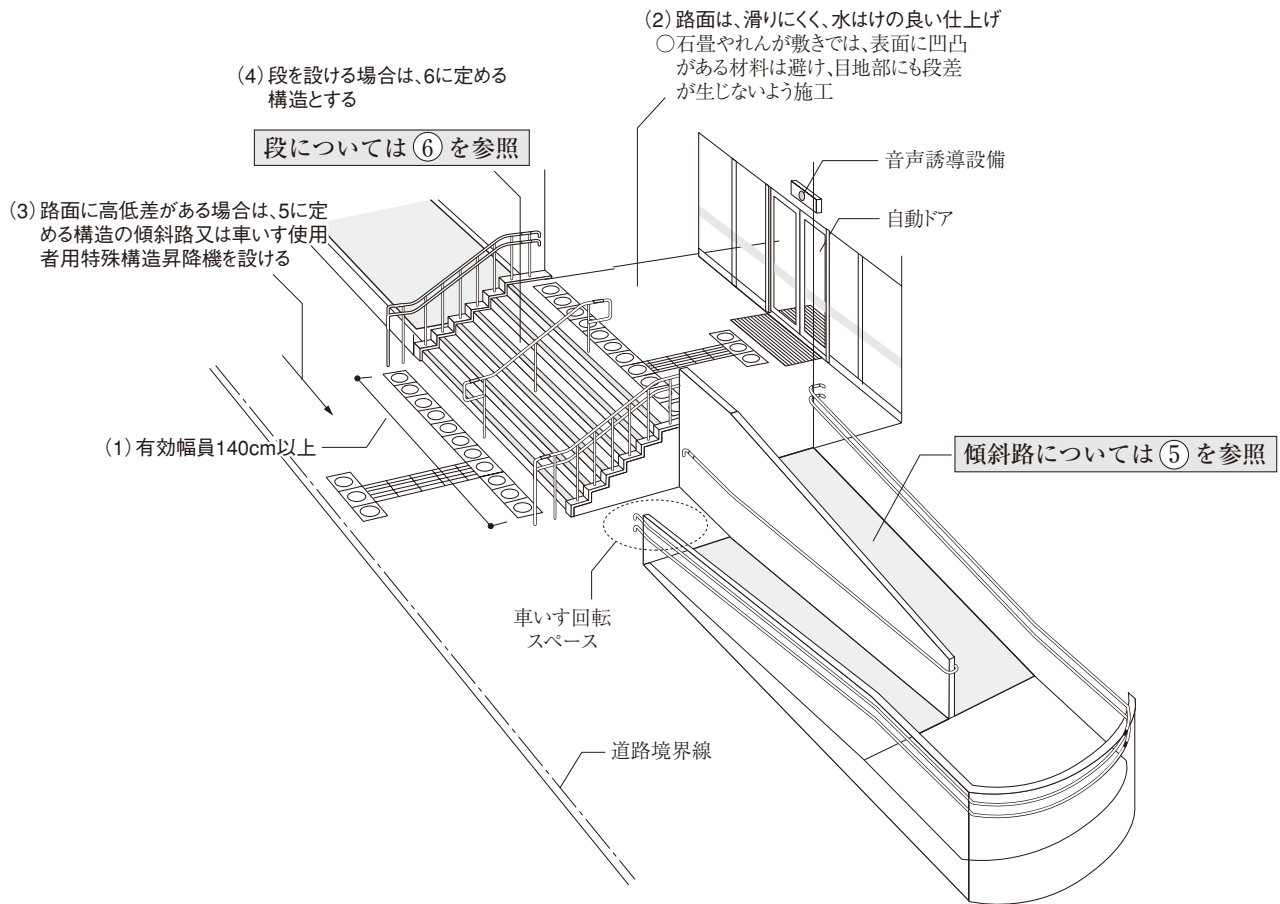 (2)路面は、滑りにくく、水はけの良い仕上げ
○石畳やれんが敷きでは、表面に凹凸
がある材料は避け、目地部にも段差
が生じないよう施工
(4)段を設ける場合は、6に定める
構造とする
段については⑥を参照
音声誘導設備
自動ドア
(3)路面に高低差がある場合は、5に定
める構造の傾斜路又は車いす使用
者用特殊構造昇降機を設ける
(1)有効幅員140cm以上
傾斜路については⑤を参照
車いす回転
スペース
道路境界線